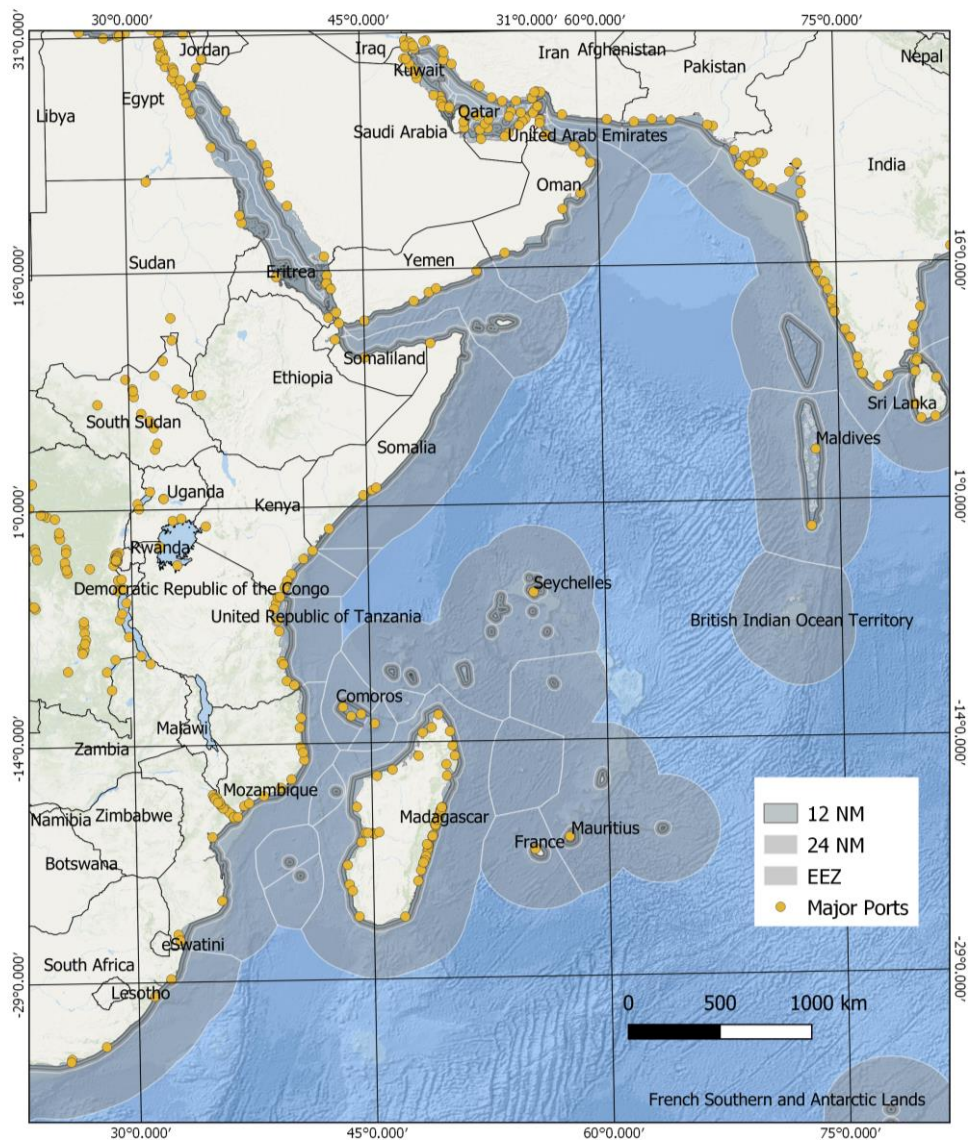 30°0.000′
45°0.000′
31°0.000′
60°0.000′
75°0.000′
31°0.000′
Jordan
Iraq
Iran
Afghanistan
Nepal
Kuwait
Pakistan
Libya
Egypt
Qatar
Saudi Arabia
United Arab Emirates
India
Oman
16°0.000′
Sudan
Eritrea
Yemen
16°0.000′
Ethiopia
Somaliland
South Sudan
Sri Lanka
Somalia
Maldives
Uganda
Kenya
1°0.000′
1°0.000′
Rwanda
Democratic Republic of the Congo
Seychelles
United Republic of Tanzania
British Indian Ocean Territory
Comoros
Malawi
-14°0.000′
Zambia
-14°0.000′
Mozambique
Namibia
Zimbabwe
Madagascar
Mauritius
France
Botswana
12 NM
24 NM
EEZ
Major Ports
eSwatini
South Africa
Lesotho
-29°0.000′
-29°0.000′
0 500 1000 km
French Southern and Antarctic Lands
30°0.000′
45°0.000′
60°0.000′
75°0.000′